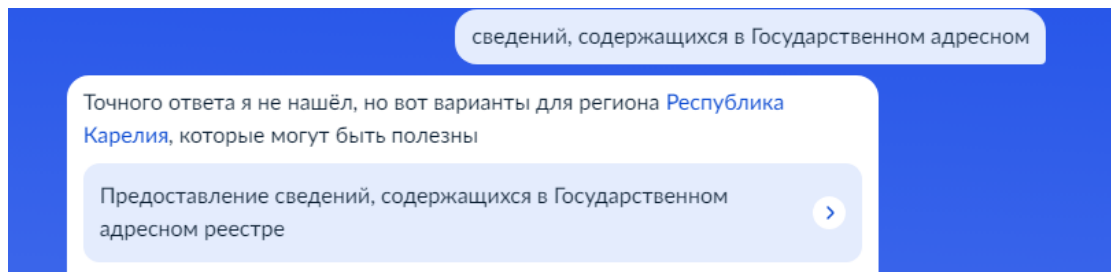 сведений, содержащихся в Государственном адресном
Точного ответа я не нашёл, но вот варианты для региона Республика
Карелия, которые могут быть полезны
Предоставление сведений, содержащихся в Государственном
адресном реестре